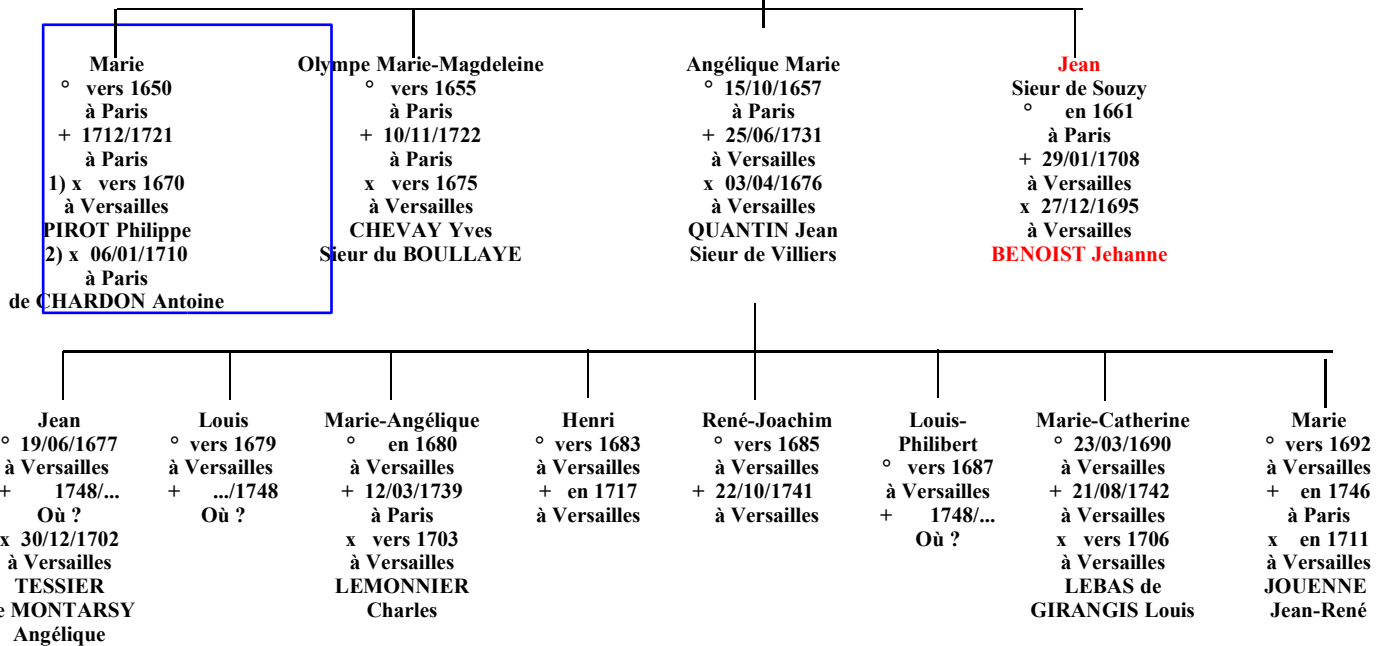 Marie
° vers 1650
à Paris
+ 1712/1721
à Paris
1) x vers 1670
à Versailles
PIROT Philippe
2) x 06/01/1710
à Paris
de CHARDON Antoine
Olympe Marie-Magdeleine
° vers 1655
à Paris
+ 10/11/1722
à Paris
x vers 1675
à Versailles
CHEVAY Yves
Sieur du BOULLAYE
Angélique Marie
° 15/10/1657
à Paris
+ 25/06/1731
à Versailles
x 03/04/1676
à Versailles
QUANTIN Jean
Sieur de Villiers
Jean
Sieur de Souzy
° en 1661
à Paris
+ 29/01/1708
à Versailles
x 27/12/1695
à Versailles
BENOIST Jehanne
Jean
° 19/06/1677
à Versailles
+ 1748/...
Où ?
x 30/12/1702
à Versailles
TESSIER
e MONTARSY
Angélique
Louis
° vers 1679
à Versailles
+ .../1748
Où ?
Marie-Angélique
° en 1680
à Versailles
+ 12/03/1739
à Paris
x vers 1703
à Versailles
LEMONNIER
Charles
Henri
° vers 1683
à Versailles
+ en 1717
à Versailles
René-Joachim
° vers 1685
à Versailles
+ 22/10/1741
à Versailles
Louis-
Philibert
° vers 1687
à Versailles
+ 1748/...
Où ?
Marie-Catherine
° 23/03/1690
à Versailles
+ 21/08/1742
à Versailles
x vers 1706
à Versailles
LEBAS de
GIRANGIS Louis
Marie
° vers 1692
à Versailles
+ en 1746
à Paris
x en 1711
à Versailles
JOUENNE
Jean-René